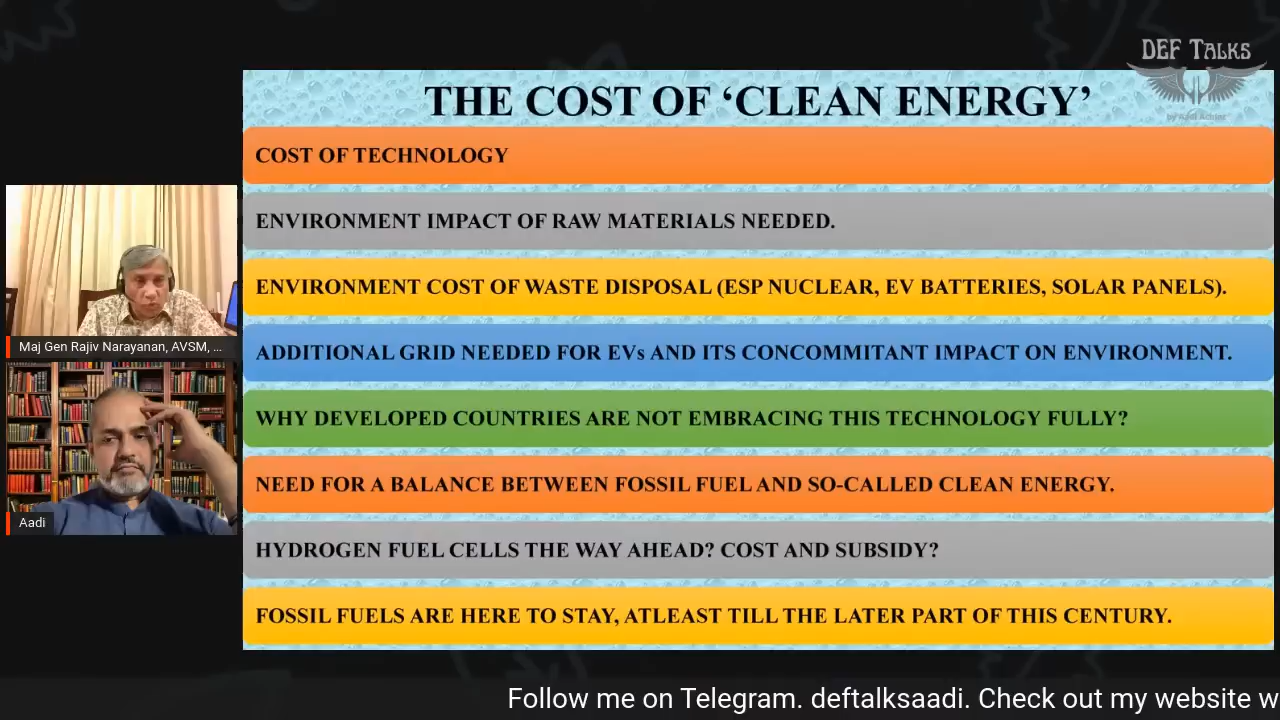 DEF TALKS
by Aadi Achint
THE COST OF ‘CLEAN ENERGY’
COST OF TECHNOLOGY
ENVIRONMENT IMPACT OF RAW MATERIALS NEEDED.
ENVIRONMENT COST OF WASTE DISPOSAL (ESP NUCLEAR, EV BATTERIES, SOLAR PANELS).
ADDITIONAL GRID NEEDED FOR EVs AND ITS CONCOMMITANT IMPACT ON ENVIRONMENT.
WHY DEVELOPED COUNTRIES ARE NOT EMBRACING THIS TECHNOLOGY FULLY?
NEED FOR A BALANCE BETWEEN FOSSIL FUEL AND SO-CALLED CLEAN ENERGY.
HYDROGEN FUEL CELLS THE WAY AHEAD? COST AND SUBSIDY?
FOSSIL FUELS ARE HERE TO STAY, ATLEAST TILL THE LATER PART OF THIS CENTURY.
Maj Gen Rajiv Narayanan, AVSM, ...
Aadi
Follow me on Telegram. deftalksaadi. Check out my website w